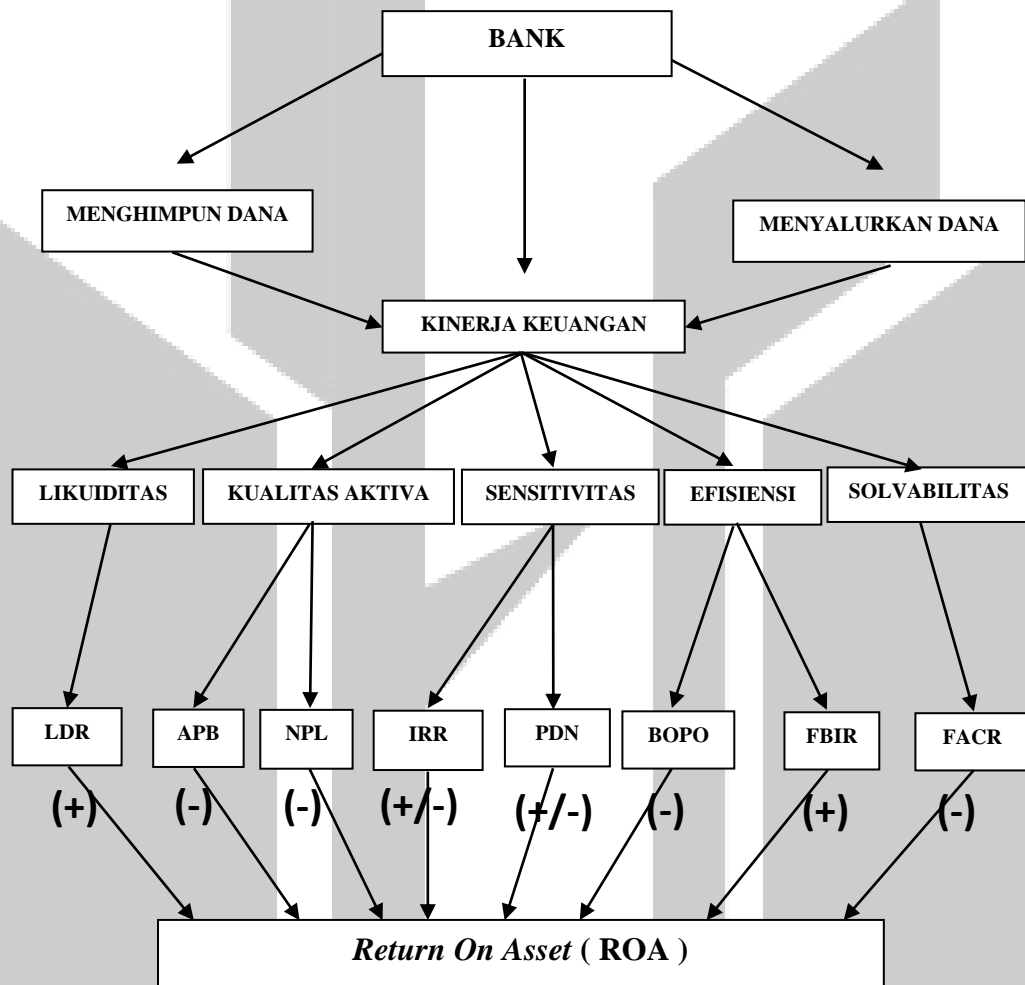 BANK
MENGHIMPUN DANA
MENYALURKAN DANA
KINERJA KEUANGAN
LIKUIDITAS
KUALITAS AKTIVA
SENSITIVITAS
EFISIENSI
SOLVABILITAS
LDR
APB
NPL
IRR
PDN
BOPO
FBIR
FACR
(+)
(-)
(-)
(+/-)
(+/-)
(-)
(+)
(-)
Return On Asset ( ROA )